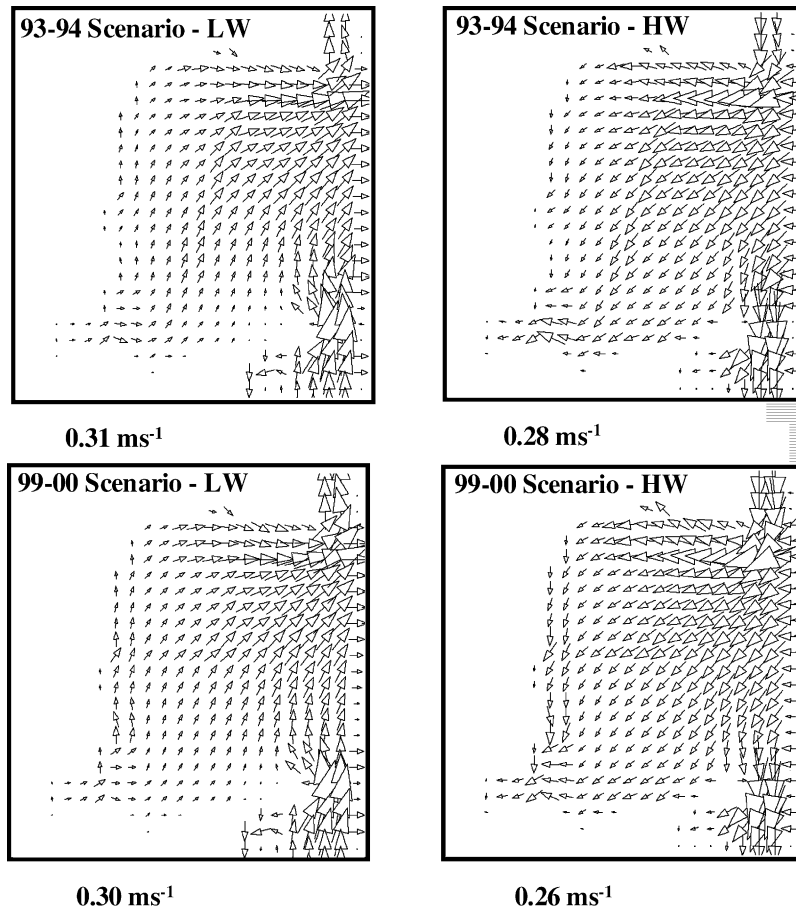 93-94 Scenario - LW
93-94 Scenario - HW
0.31 ms-1
0.28 ms-1
99-00 Scenario - LW
99-00 Scenario - HW
0.30 ms-1
0.26 ms-1